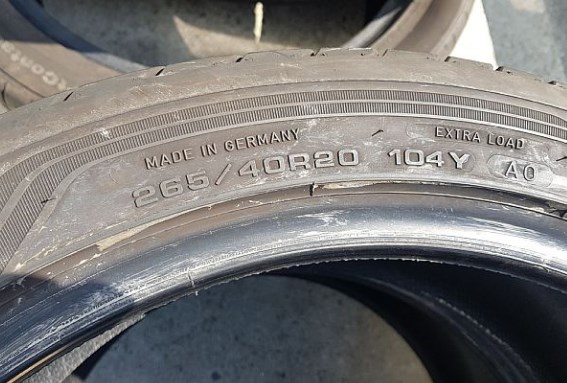 MADE IN GERMANY
EXTRA LOAD
265/40R20 104Y AO